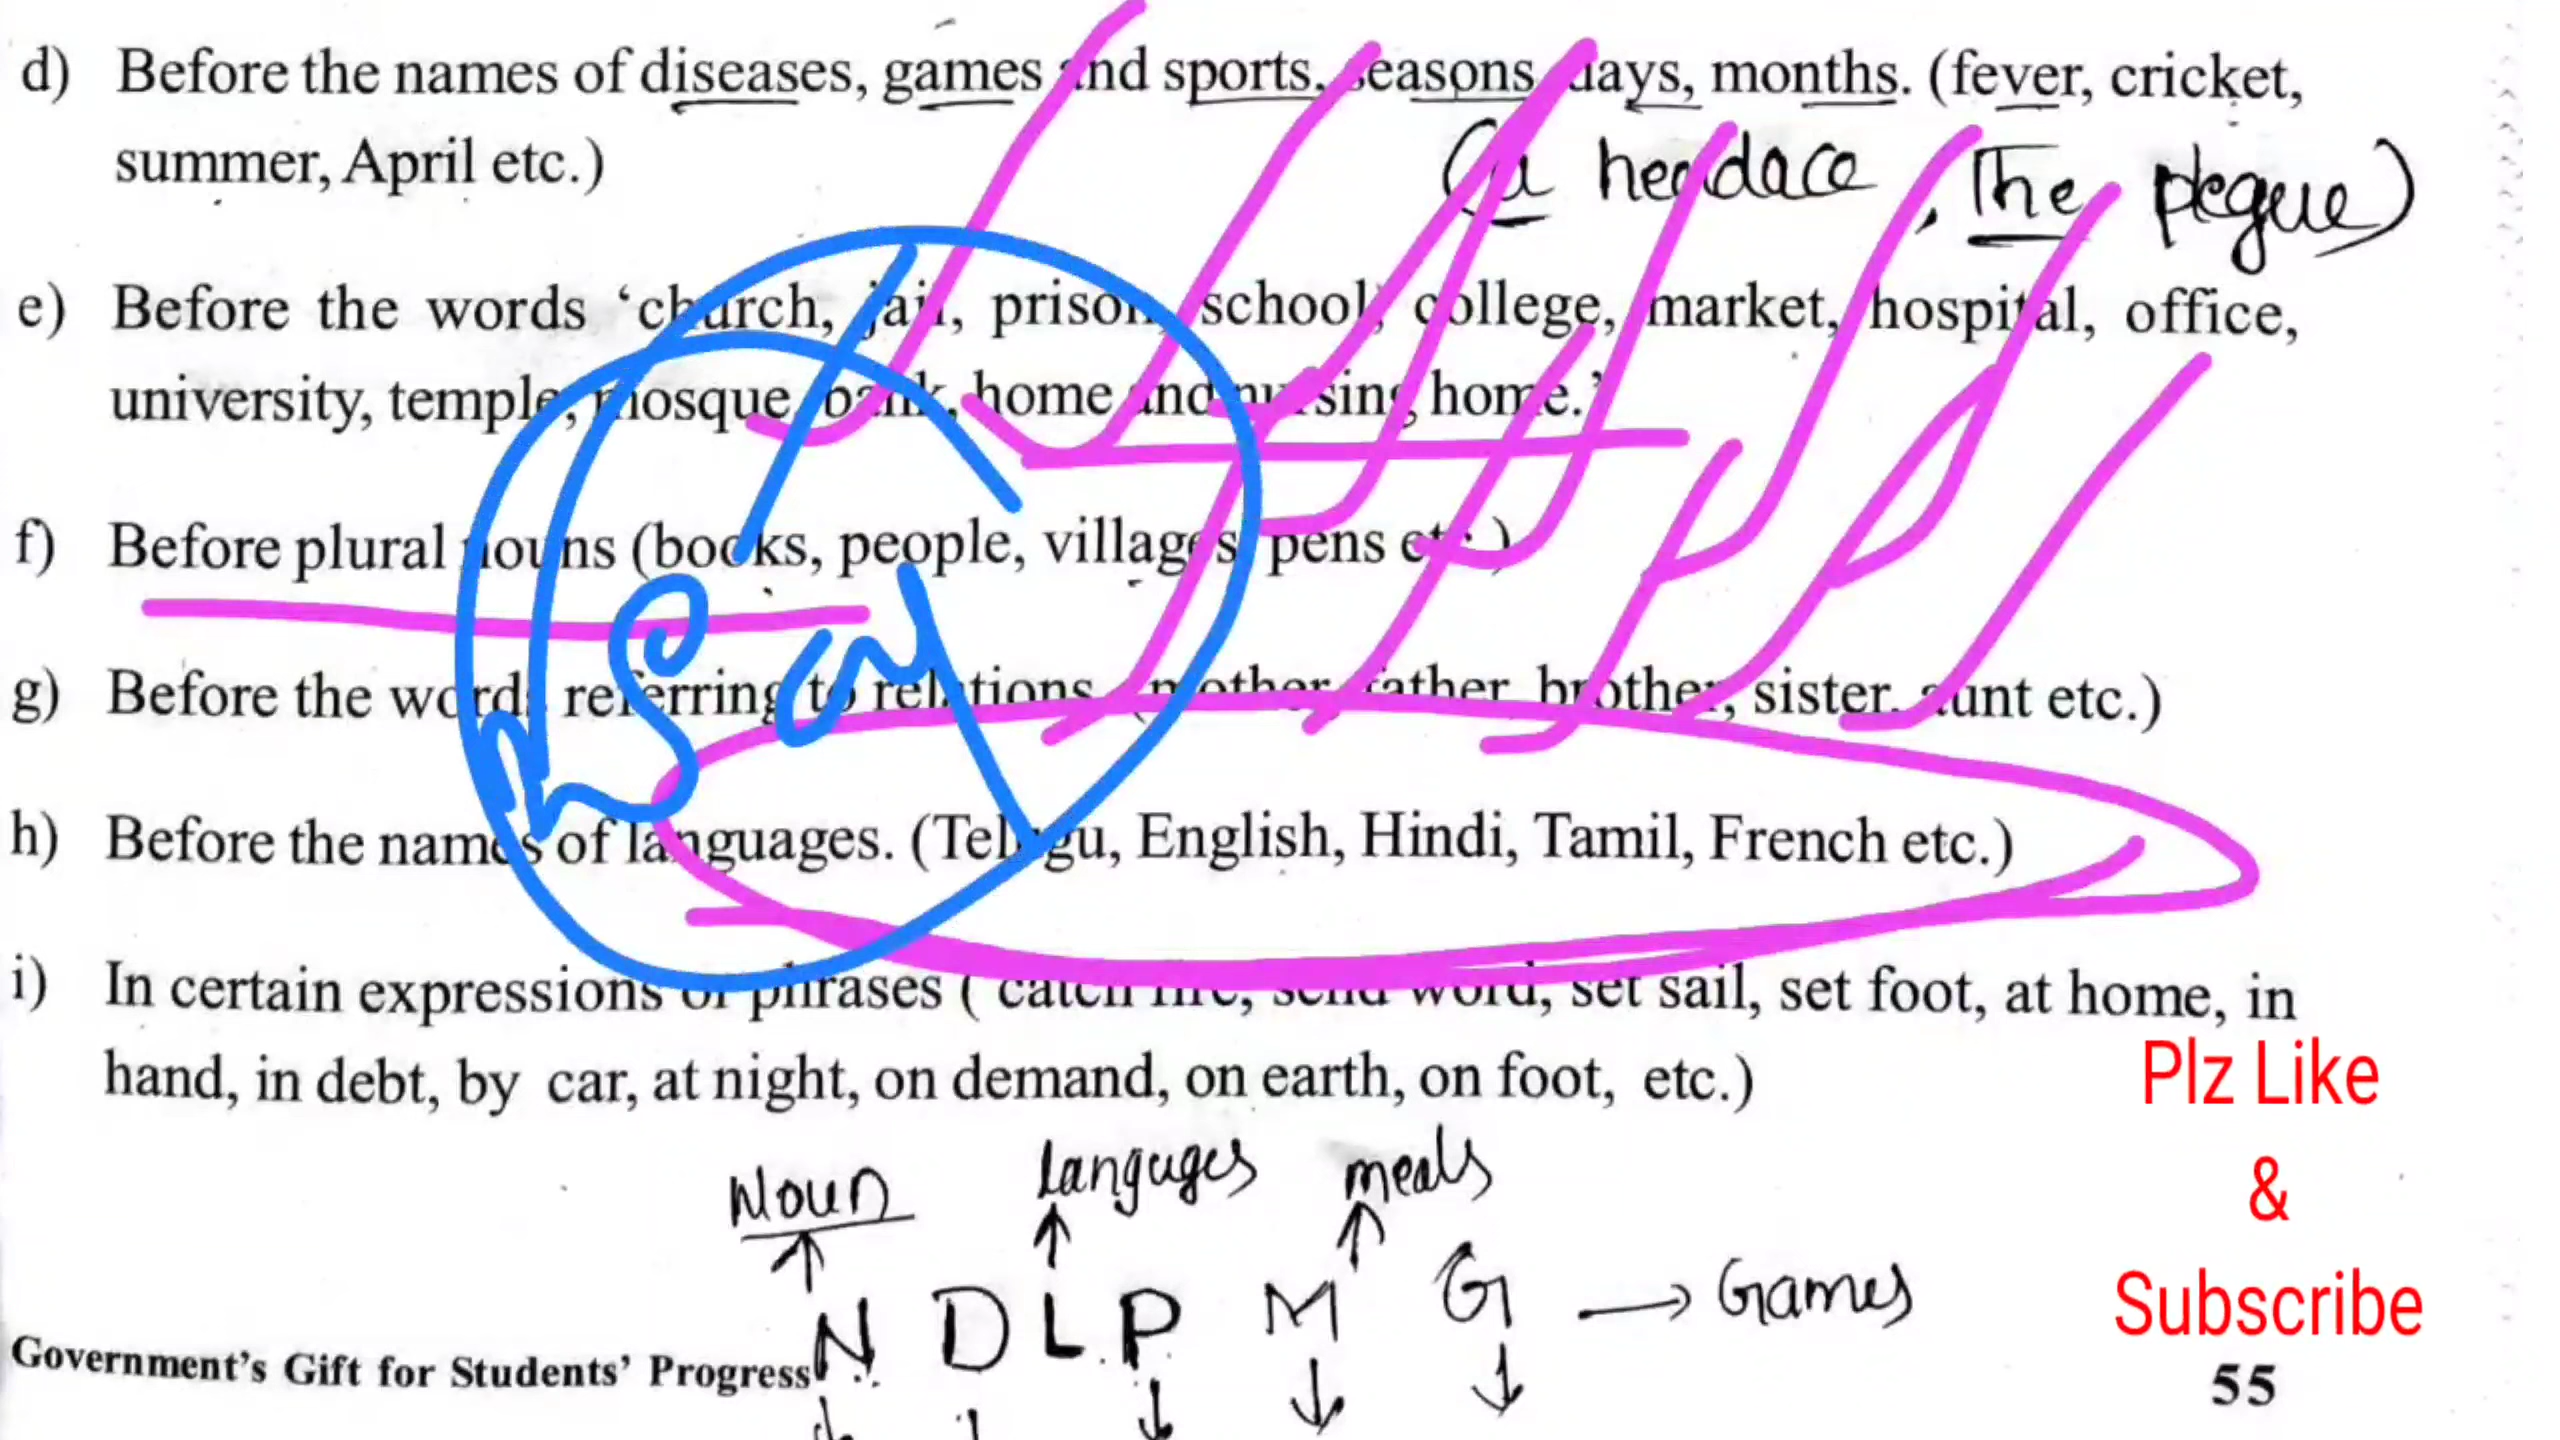 d) Before the names of diseases, games and sports, seasons, days, months. (fever, cricket,
summer, April etc.)
(a headace, The plegue)
e) Before the words ‘church, jail, prison, school, college, market, hospital, office,
university, temple, mosque, bank, home and nursing home.’
f) Before plural nouns (books, people, villages, pens etc.)
g) Before the words referring to relations. (mother, father, brother, sister, aunt etc.)
h) Before the names of languages. (Telugu, English, Hindi, Tamil, French etc.)
i) In certain expressions or phrases ( catch fire, send word, set sail, set foot, at home, in
hand, in debt, by car, at night, on demand, on earth, on foot, etc.)
Plz Like
&
Subscribe
Noun languges meals
N D L P M G → Games
Government’s Gift for Students’ Progress
55